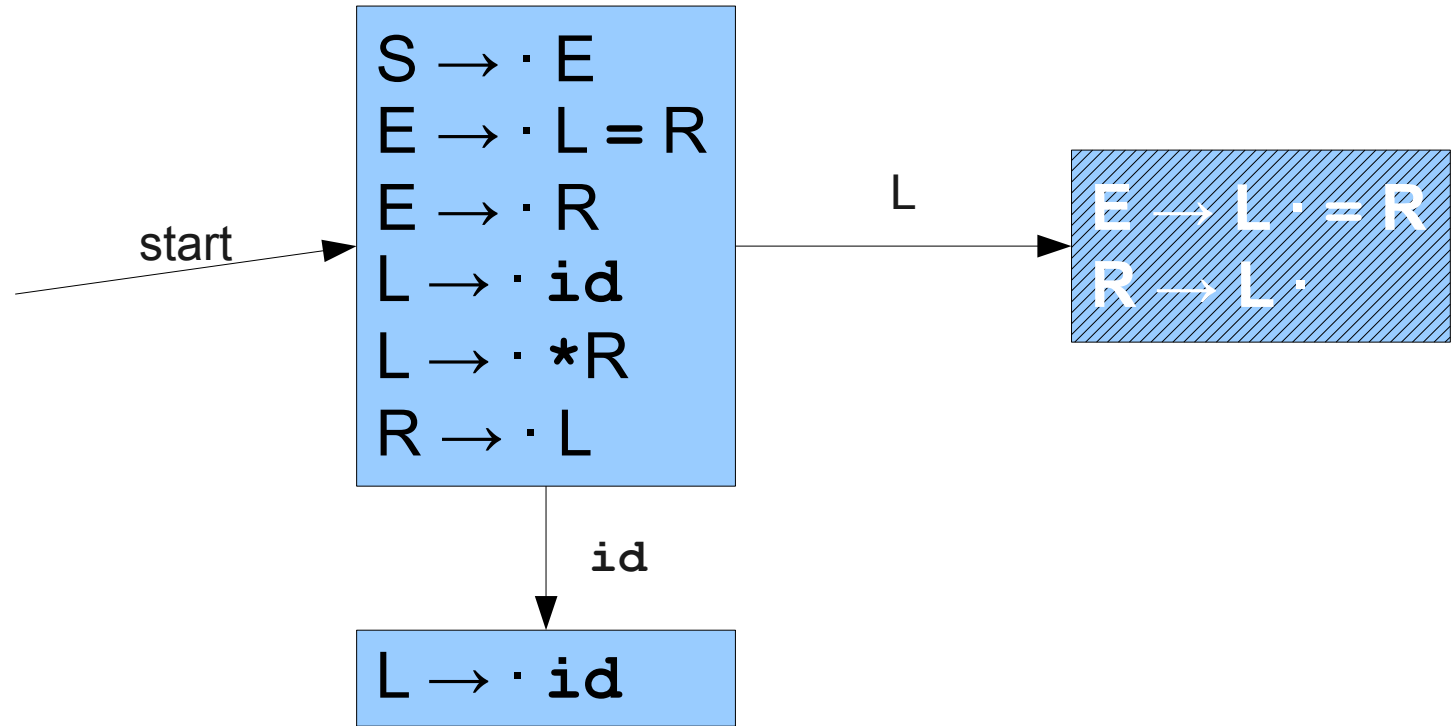 S → · E
E → · L = R
E → · R
L → · id
L → · *R
R → · L
start
L
E → L · = R
R → L ·
id
L → · id